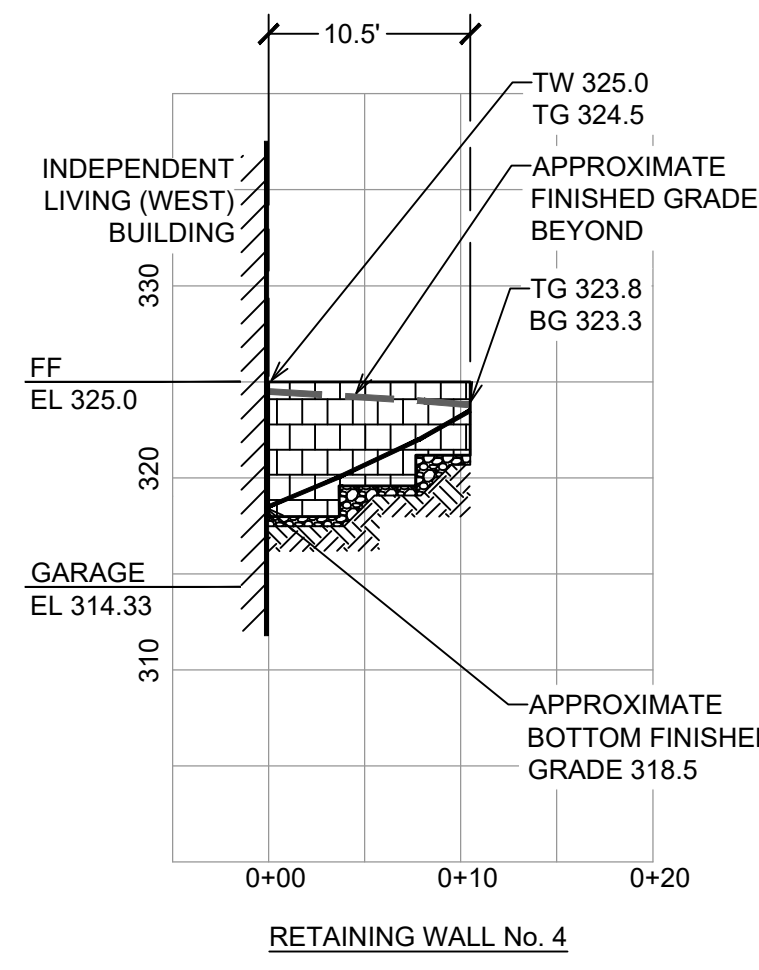 10.5'
TW 325.0
TG 324.5
INDEPENDENT
LIVING (WEST)
BUILDING
APPROXIMATE
FINISHED GRADE
BEYOND
330
TG 323.8
BG 323.3
FF
EL 325.0
320
GARAGE
EL 314.33
310
APPROXIMATE
BOTTOM FINISHE
GRADE 318.5
0+00
0+10
0+20
RETAINING WALL No. 4